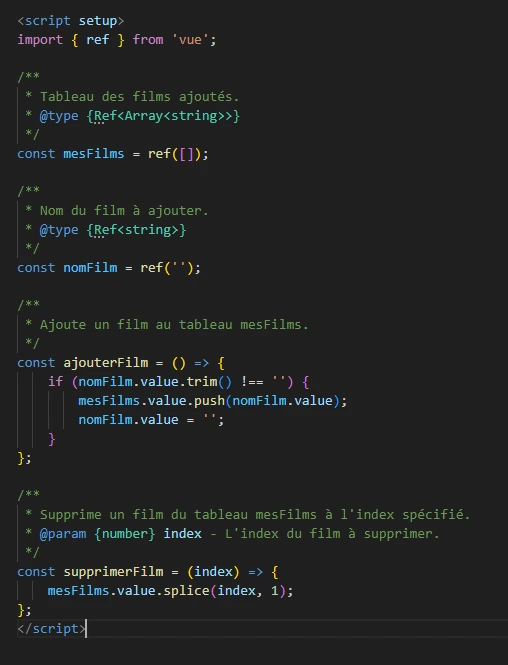 <script setup>
import { ref } from 'vue';
/**
 * Tableau des films ajoutés.
 * @type {Ref<Array<string>>}
 */
const mesFilms = ref([]);
/**
 * Nom du film à ajouter.
 * @type {Ref<string>}
 */
const nomFilm = ref('');
/**
 * Ajoute un film au tableau mesFilms.
 */
const ajouterFilm = () => {
    if (nomFilm.value.trim() !== '') {
        mesFilms.value.push(nomFilm.value);
        nomFilm.value = '';
    }
};
/**
 * Supprime un film du tableau mesFilms à l'index spécifié.
 * @param {number} index - L'index du film à supprimer.
 */
const supprimerFilm = (index) => {
    mesFilms.value.splice(index, 1);
};
</script>